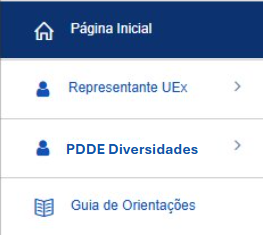 Página Inicial
Representante UEx
PDDE Diversidades
Guia de Orientações